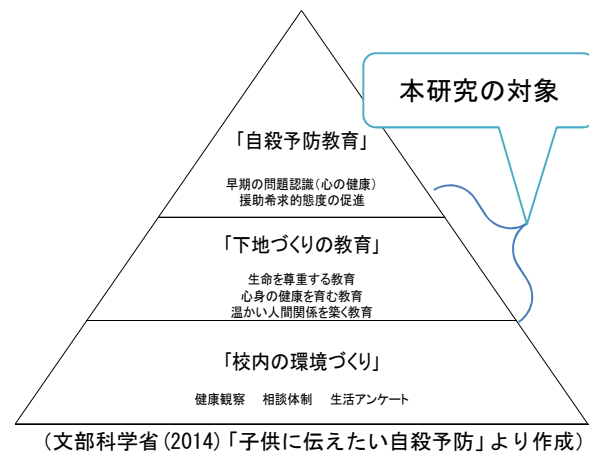 本研究の対象
「自殺予防教育」
早期の問題認識(心の健康)
援助希求的態度の促進
「下地づくりの教育」
生命を尊重する教育
心身の健康を育む教育
温かい人間関係を築く教育
「校内の環境づくり」
健康観察 相談体制 生活アンケート
(文部科学省(2014)「子供に伝えたい自殺予防」より作成)